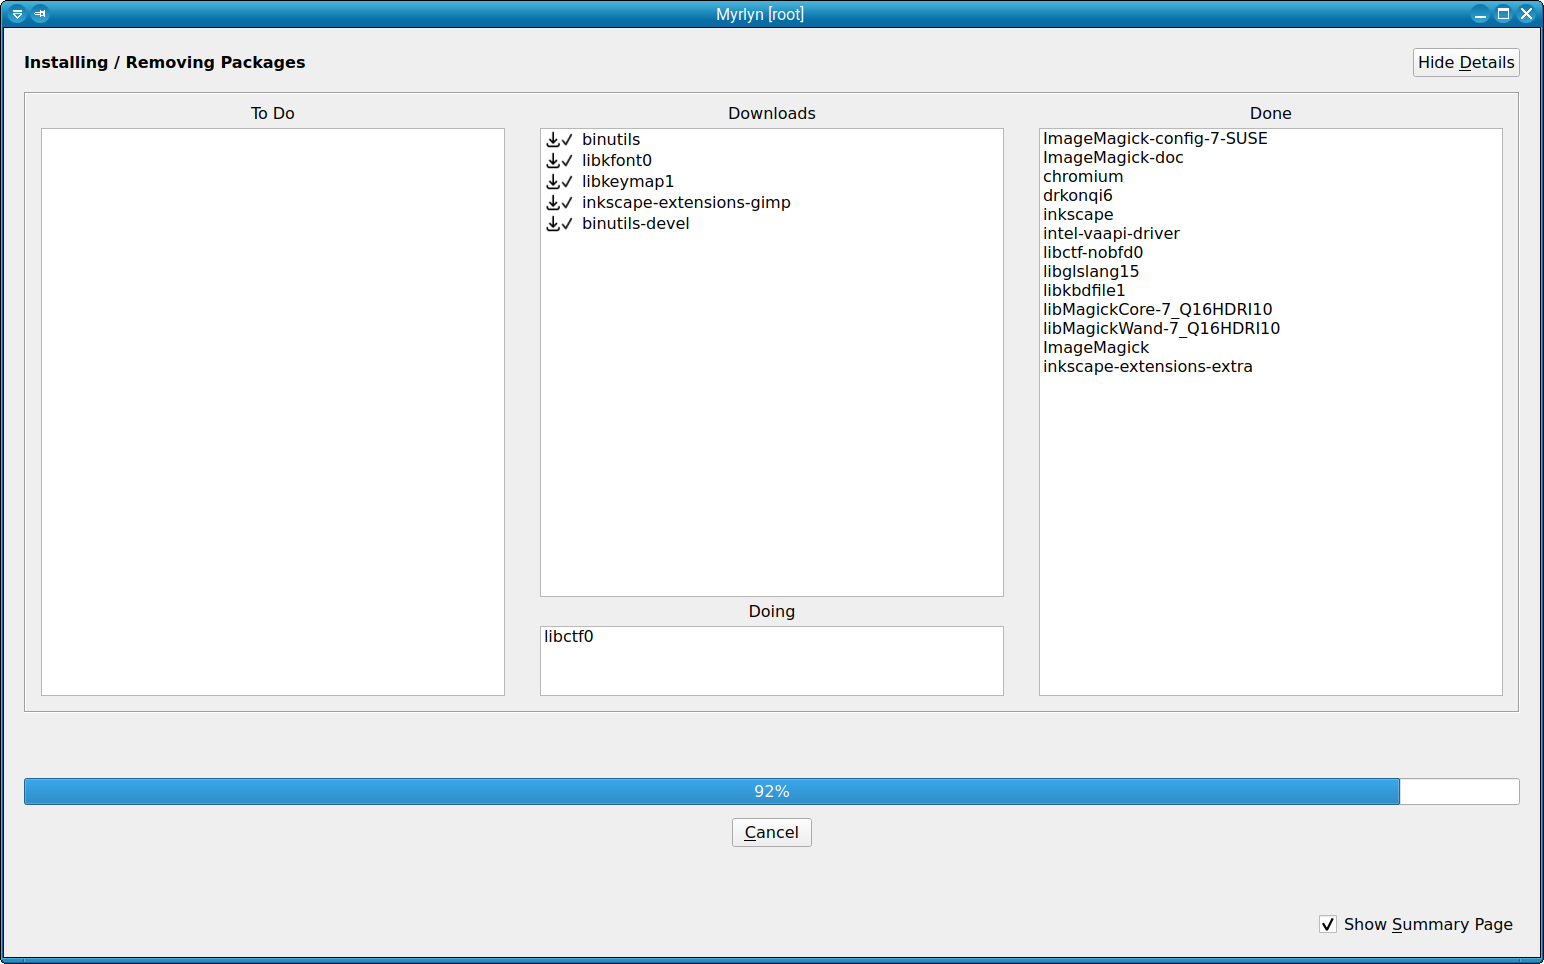 Myrlyn [root]
Installing / Removing Packages
Hide Details
To Do
Downloads
binutils
libkfont0
libkeymap1
inkscape-extensions-gimp
binutils-devel
Doing
libctf0
Done
ImageMagick-config-7-SUSE
ImageMagick-doc
chromium
drkonqi6
inkscape
intel-vaapi-driver
libctf-nobfd0
libglslang15
libkbdfile1
libMagickCore-7_Q16HDRI10
libMagickWand-7_Q16HDRI10
ImageMagick
inkscape-extensions-extra
92%
Cancel
Show Summary Page